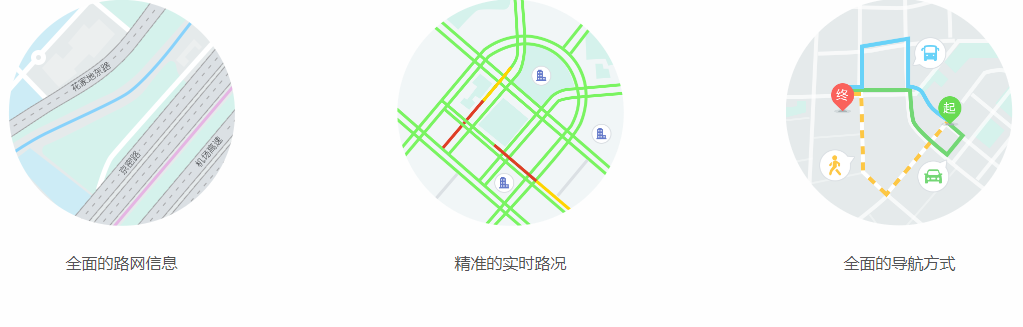 花家地东路
京密路
机场高速
终
起
全面的路网信息
精准的实时路况
全面的导航方式